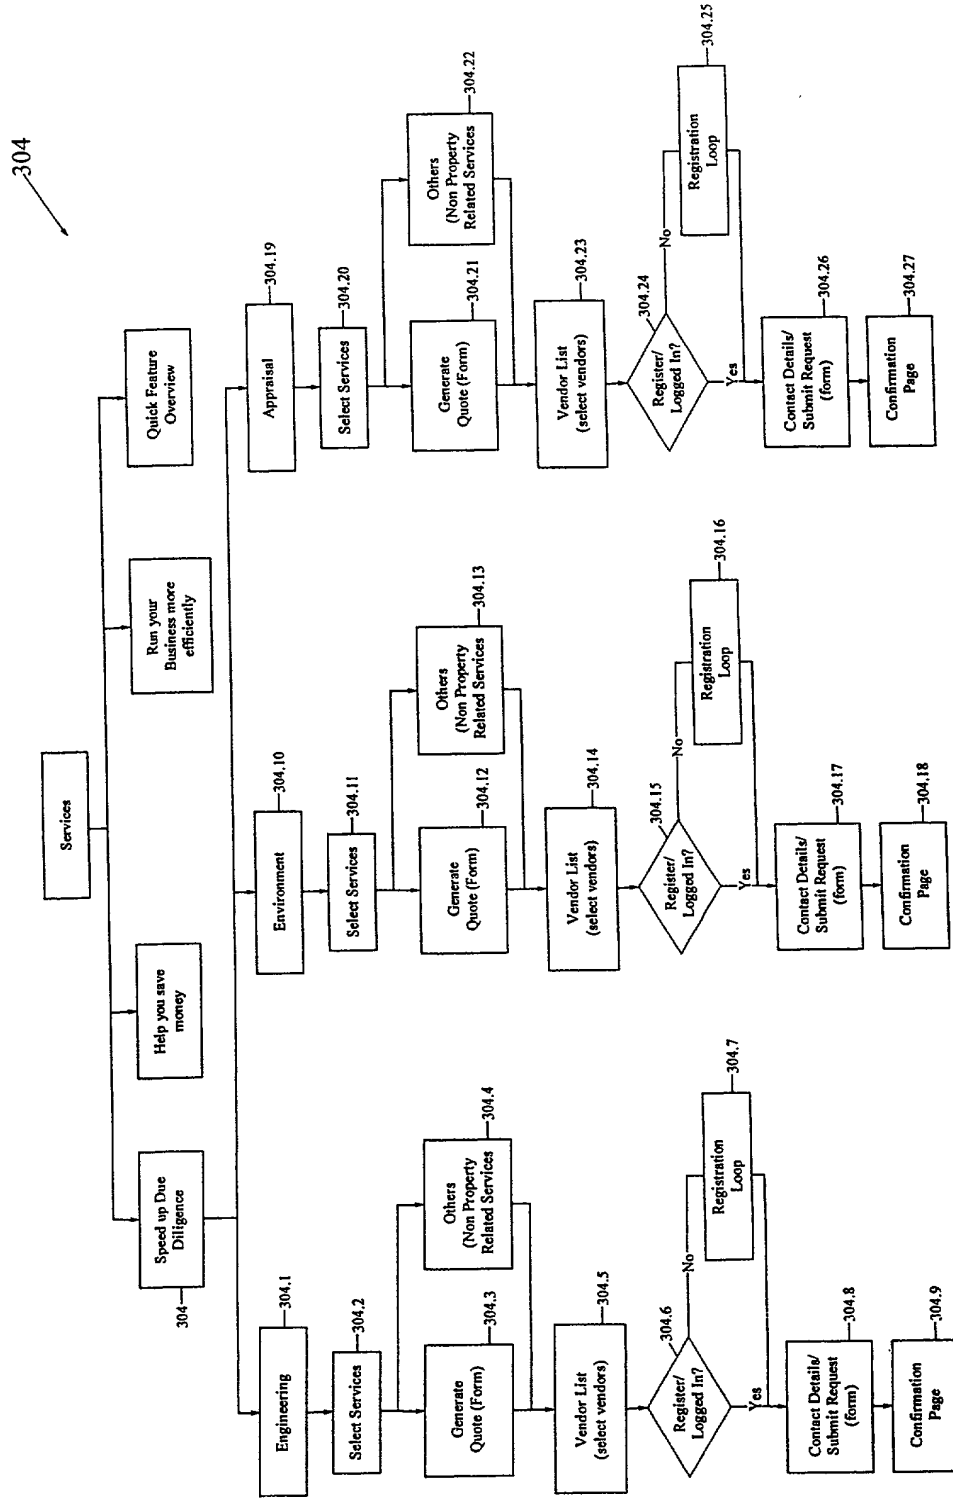 304
Services
Speed up Due
Diligence
304
Help you save
money
Run your
Business more
efficiently
Quick Feature
Overview
Engineering
304.1
Select Services
304.2
Generate
Quote (Form)
304.3
Others
(Non Property
Related Services
304.4
Vendor List
(select vendors)
304.5
Register/
Logged In?
304.6
No
Yes
Registration
Loop
304.7
Contact Details/
Submit Request
(form)
304.8
Confirmation
Page
304.9
Environment
304.10
Select Services
304.11
Generate
Quote (Form)
304.12
Others
(Non Property
Related Services
304.13
Vendor List
(select vendors)
304.14
Register/
Logged In?
304.15
No
Yes
Registration
Loop
304.16
Contact Details/
Submit Request
(form)
304.17
Confirmation
Page
304.18
Appraisal
304.19
Select Services
304.20
Generate
Quote (Form)
304.21
Others
(Non Property
Related Services
304.22
Vendor List
(select vendors)
304.23
Register/
Logged In?
304.24
No
Yes
Registration
Loop
304.25
Contact Details/
Submit Request
(form)
304.26
Confirmation
Page
304.27